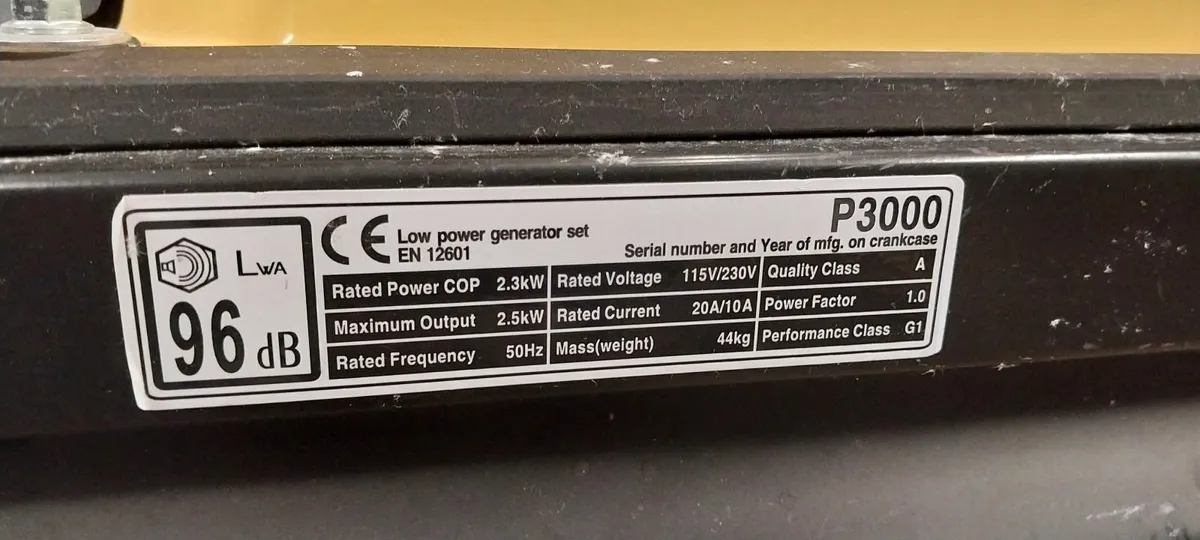 LWA
96 dB
CE
Low power generator set
EN 12601
P3000
Serial number and Year of mfg. on crankcase
Rated Power COP 2.3kW
Rated Voltage 115V/230V
Quality Class A
Maximum Output 2.5kW
Rated Current 20A/10A
Power Factor 1.0
Rated Frequency 50Hz
Mass(weight) 44kg
Performance Class G1